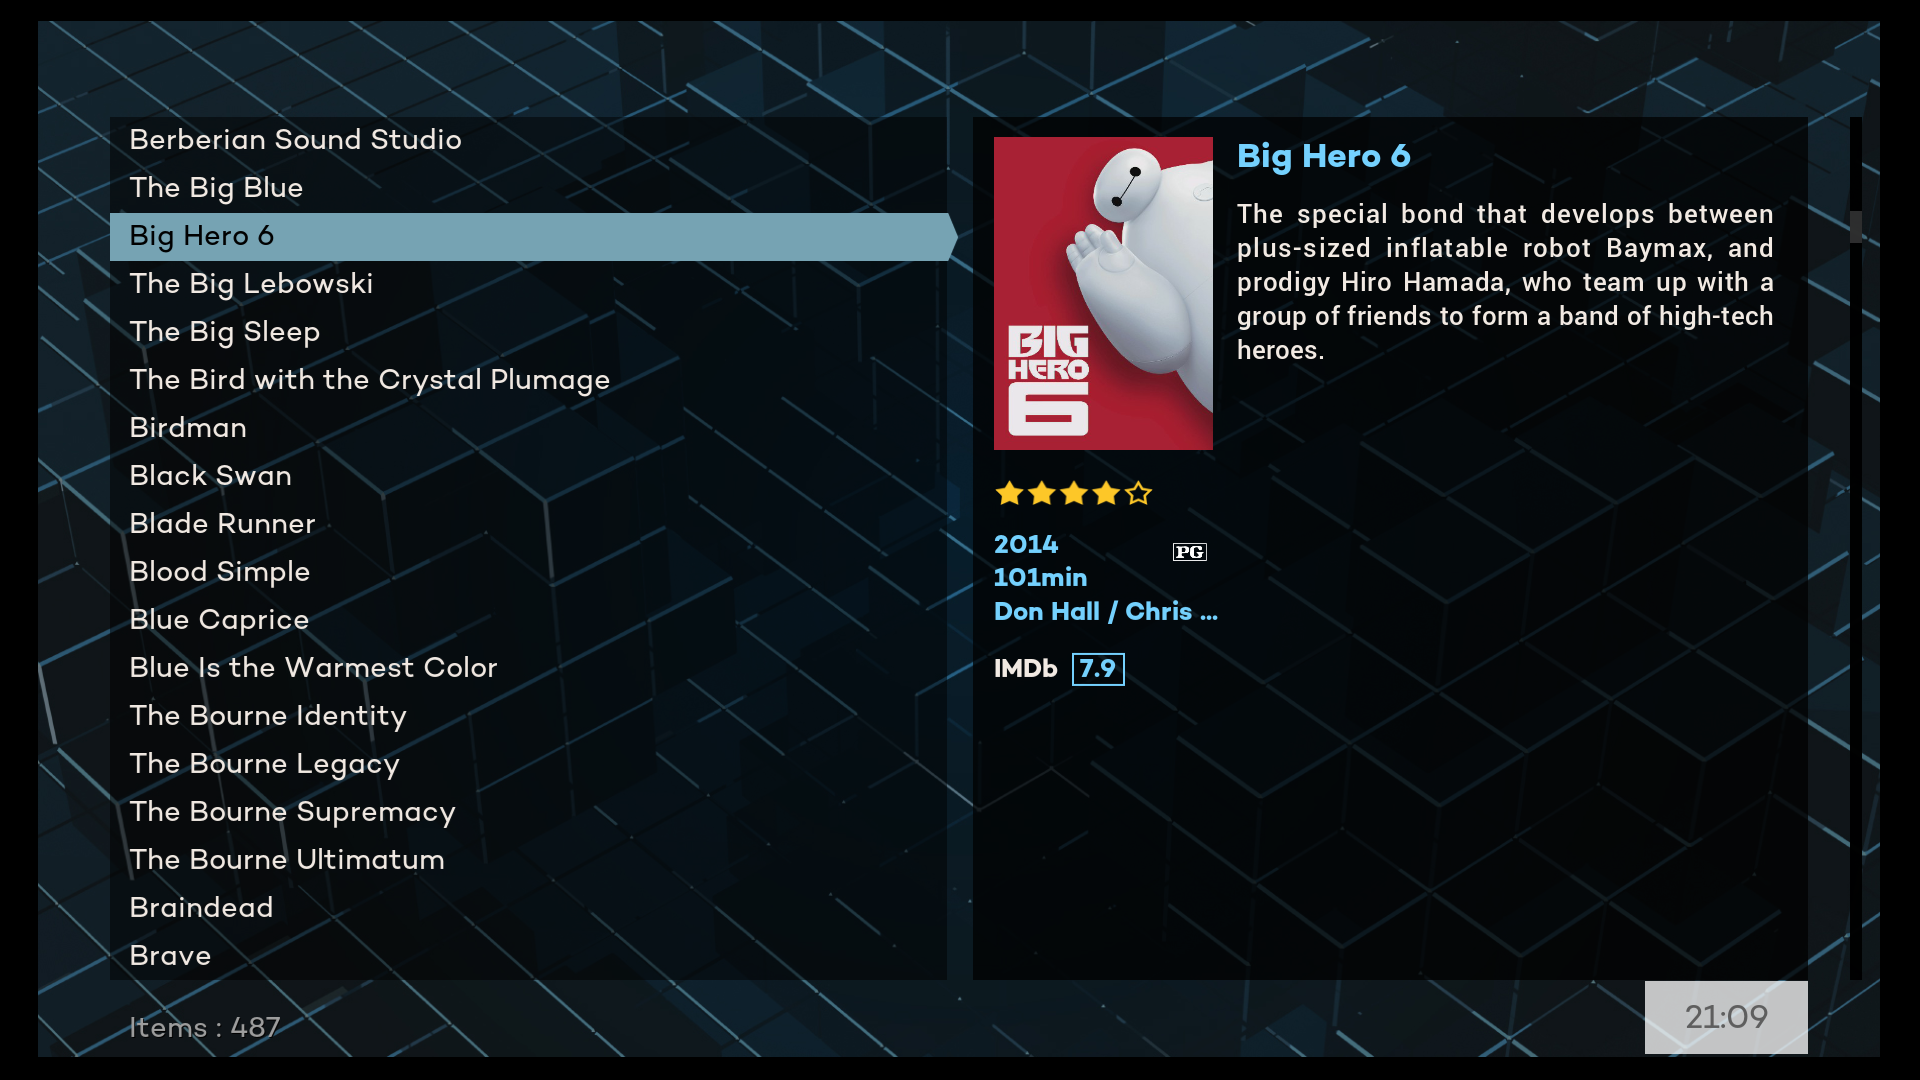 Berberian Sound Studio
The Big Blue
Big Hero 6
The Big Lebowski
The Big Sleep
The Bird with the Crystal Plumage
Birdman
Black Swan
Blade Runner
Blood Simple
Blue Caprice
Blue Is the Warmest Color
The Bourne Identity
The Bourne Legacy
The Bourne Supremacy
The Bourne Ultimatum
Braindead
Brave
Items : 487
BIG
HERO
6
Big Hero 6
The special bond that develops between
plus-sized inflatable robot Baymax, and
prodigy Hiro Hamada, who team up with a
group of friends to form a band of high-tech
heroes.
2014
PG
101min
Don Hall / Chris ...
IMDb 7.9
21:09